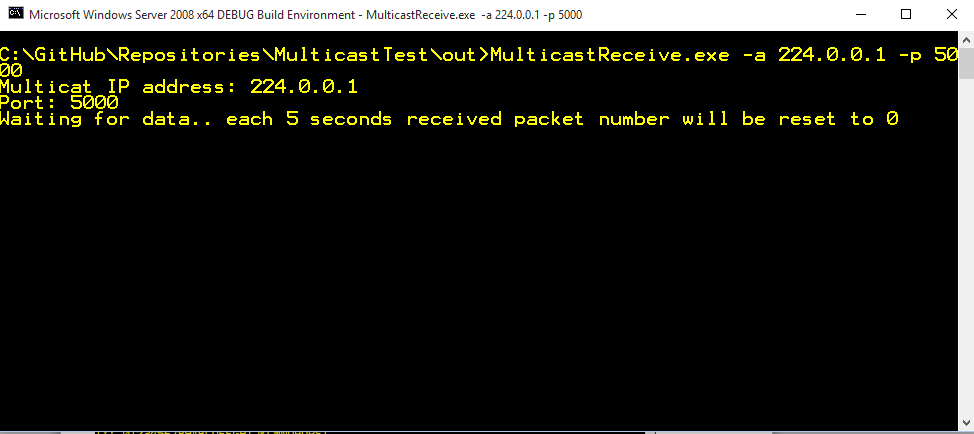 Microsoft Windows Server 2008 x64 DEBUG Build Environment - MulticastReceive.exe -a 224.0.0.1 -p 5000
C:\GitHub\Repositories\MulticastTest\out>MulticastReceive.exe -a 224.0.0.1 -p 50
00
Multicat IP address: 224.0.0.1
Port: 5000
Waiting for data.. each 5 seconds received packet number will be reset to 0